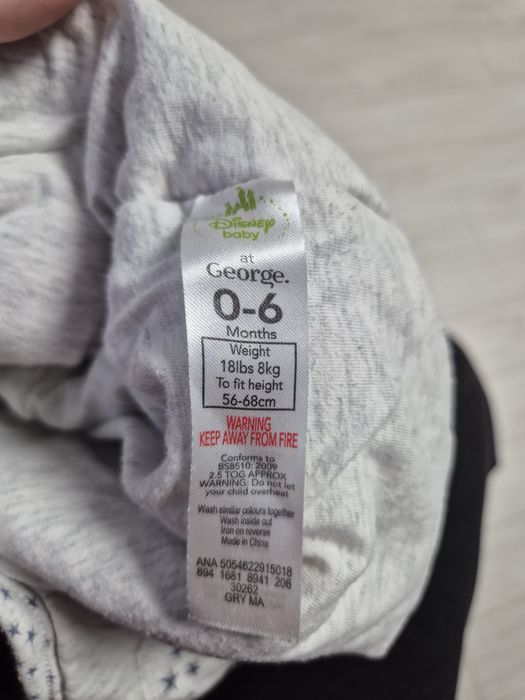 Disney
baby
at
George.
0-6
Months
Weight
18lbs 8kg
To fit height
56-68cm
WARNING
KEEP AWAY FROM FIRE
Conforms to
BS8510: 2009
2.5 TOG APPROX
WARNING: Do not let
your child overheat
Wash similar colours together
Wash inside out
Iron on reverse
Made in China
ANA 5054622915018
894 1681 8941 206
30262
GRY MA